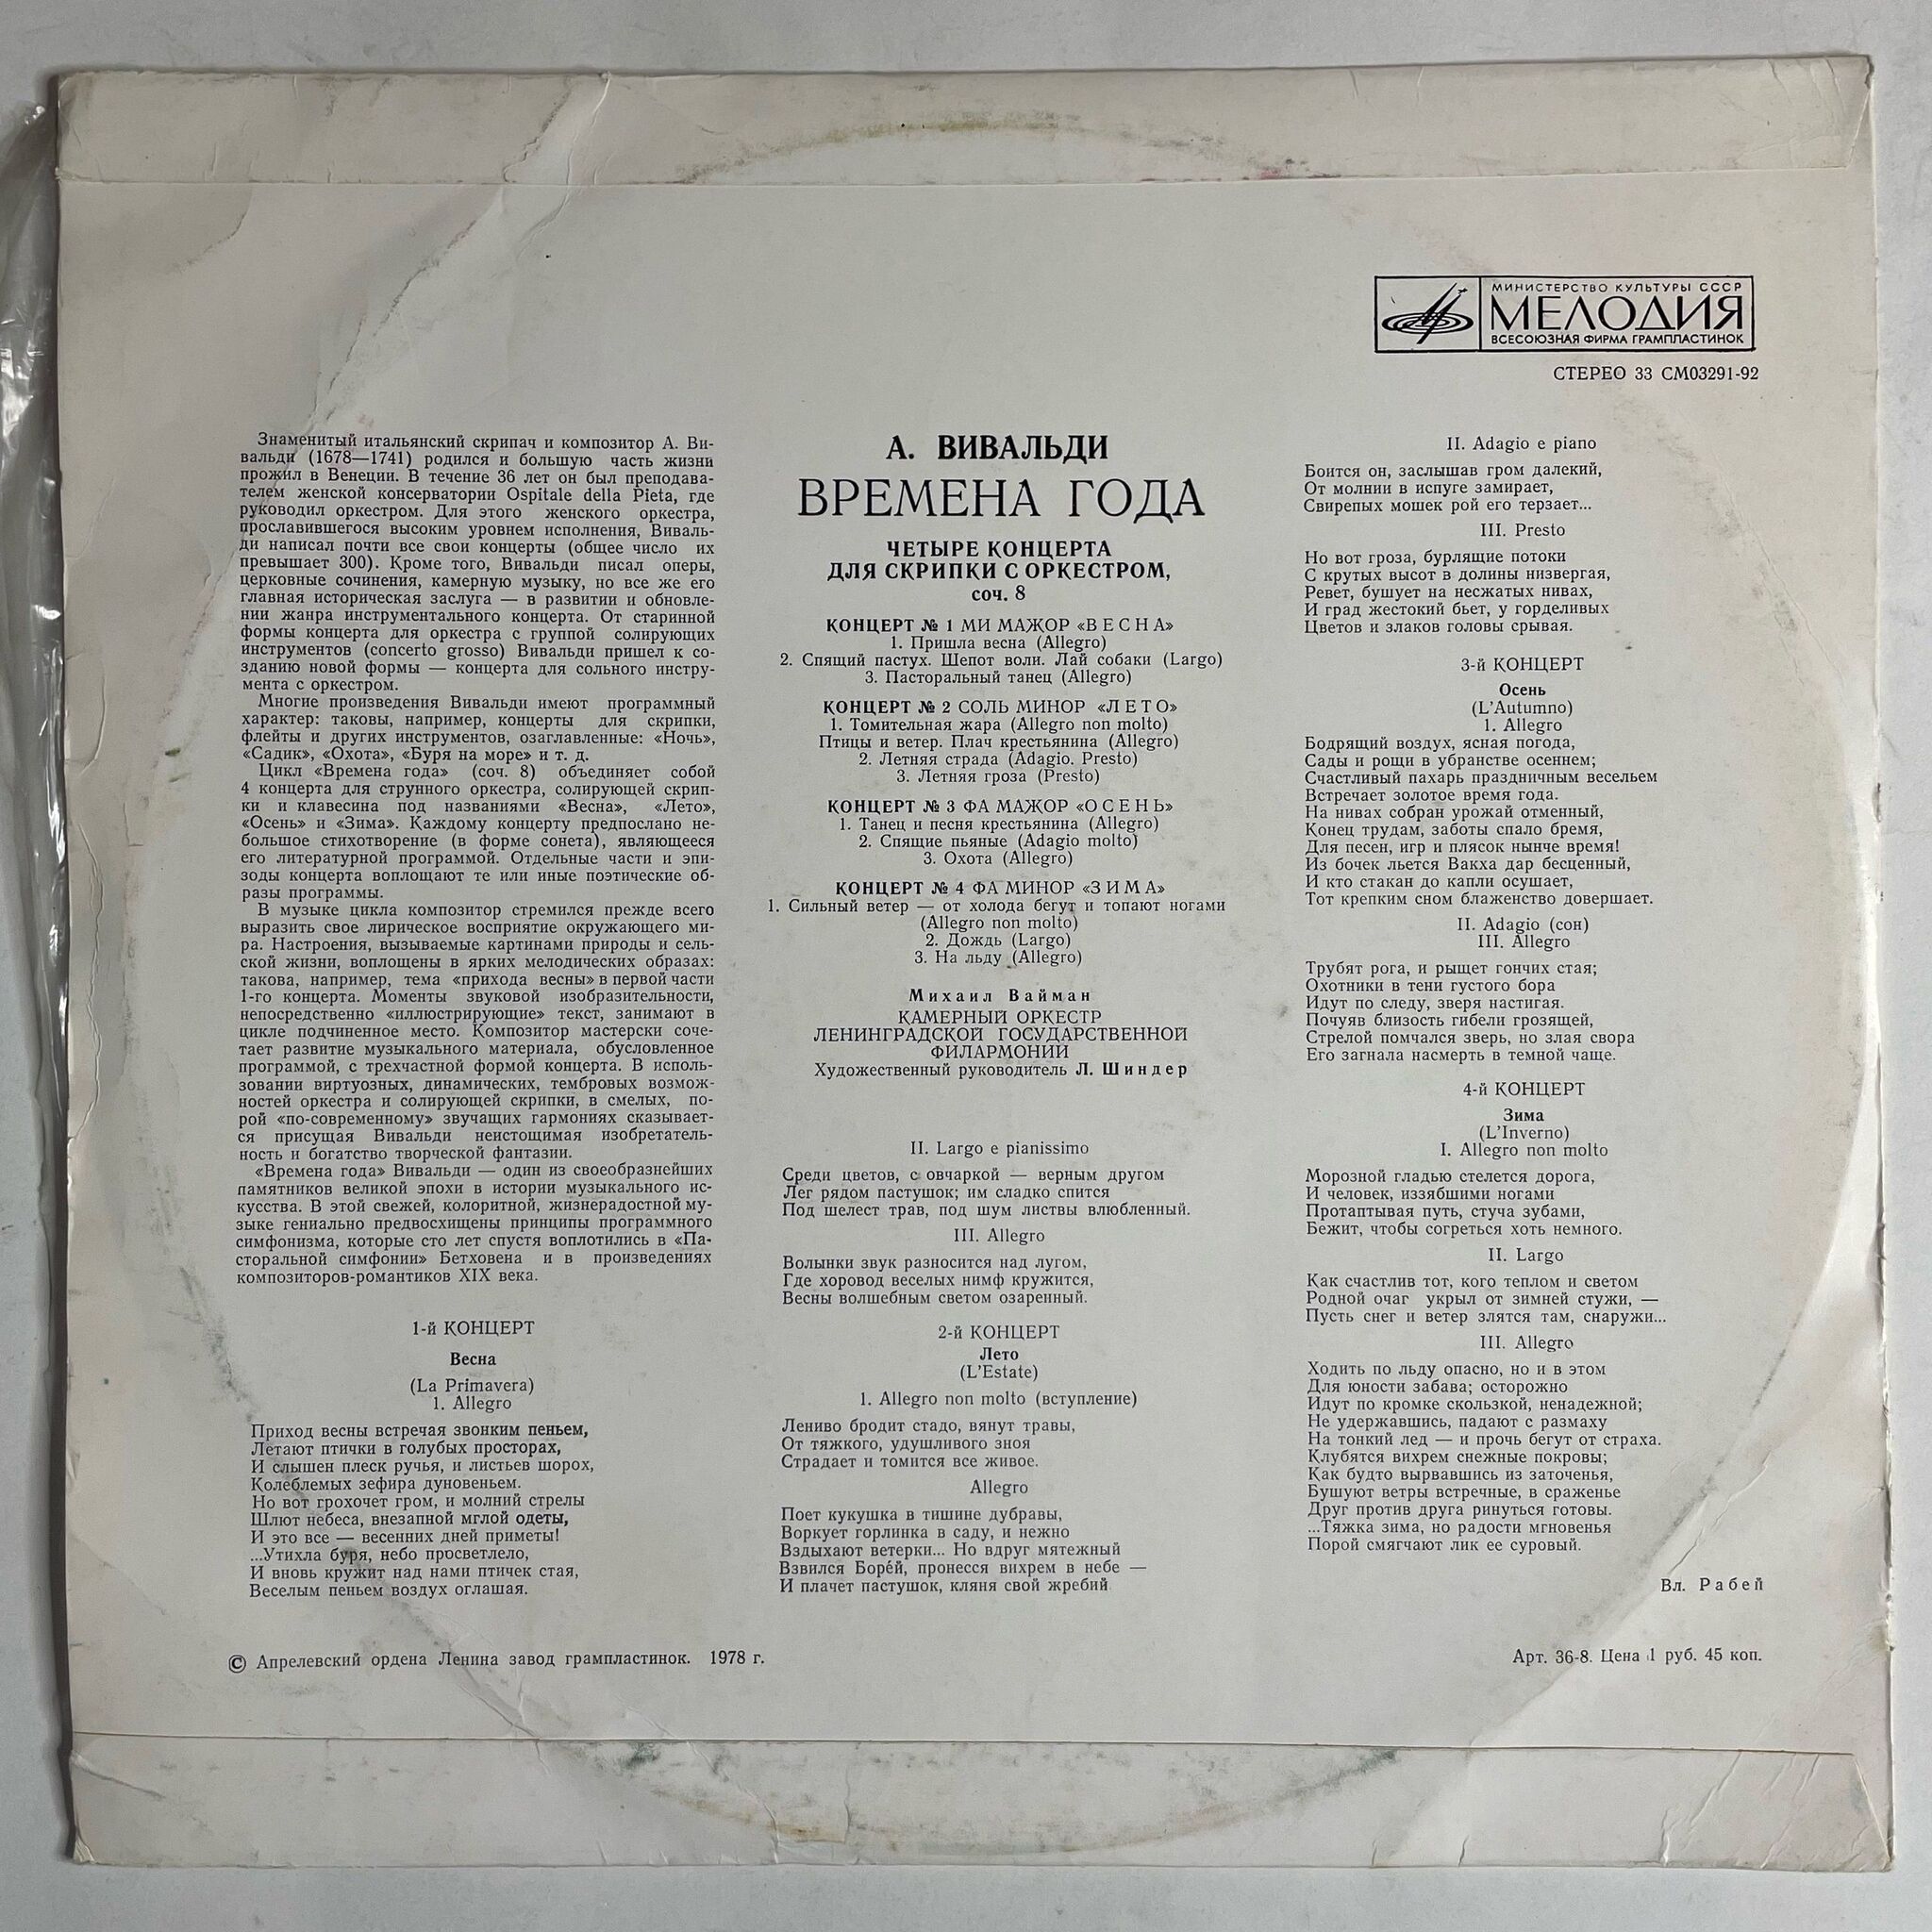 МИНИСТЕРСТВО КУЛЬТУРЫ СССР
МЕЛОДИЯ
ВСЕСОЮЗНАЯ ФИРМА ГРАМПЛАСТИНОК
СТЕРЕО 33 СМ03291-92
Знаменитый итальянский скрипач и композитор А. Ви-
вальди (1678—1741) родился и большую часть жизни
прожил в Венеции. В течение 36 лет он был преподава-
телем женской консерватории Ospitale della Pieta, где
руководил оркестром. Для этого женского оркестра,
прославившегося высоким уровнем исполнения, Виваль-
ди написал почти все свои концерты (общее число их
превышает 300). Кроме того, Вивальди писал оперы,
церковные сочинения, камерную музыку, но все же его
главная историческая заслуга — в развитии и обновле-
нии жанра инструментального концерта. От старинной
формы концерта для оркестра с группой солирующих
инструментов (concerto grosso) Вивальди пришел к со-
зданию новой формы — концерта для сольного инстру-
мента с оркестром.
Многие произведения Вивальди имеют программный
характер: таковы, например, концерты для скрипки,
флейты и других инструментов, озаглавленные: «Ночь»,
«Садик», «Охота», «Буря на море» и т. д.
Цикл «Времена года» (соч. 8) объединяет собой
4 концерта для струнного оркестра, солирующей скрип-
ки и клавесина под названиями «Весна», «Лето»,
«Осень» и «Зима». Каждому концерту предпослано не-
большое стихотворение (в форме сонета), являющееся
его литературной программой. Отдельные части и эпи-
зоды концерта воплощают те или иные поэтические об-
разы программы.
В музыке цикла композитор стремился прежде всего
выразить свое лирическое восприятие окружающего ми-
ра. Настроения, вызываемые картинами природы и сель-
ской жизни, воплощены в ярких мелодических образах:
такова, например, тема «прихода весны» в первой части
1-го концерта. Моменты звуковой изобразительности,
непосредственно «иллюстрирующие» текст, занимают в
цикле подчиненное место. Композитор мастерски соче-
тает развитие музыкального материала, обусловленное
программой, с трехчастной формой концерта. В исполь-
зовании виртуозных, динамических, тембровых возмож-
ностей оркестра и солирующей скрипки, в смелых, по-
рой «по-современному» звучащих гармониях сказывает-
ся присущая Вивальди неистощимая изобретатель-
ность и богатство творческой фантазии.
«Времена года» Вивальди — один из своеобразнейших
памятников великой эпохи в истории музыкального ис-
кусства. В этой свежей, колоритной, жизнерадостной му-
зыке гениально предвосхищены принципы программного
симфонизма, которые сто лет спустя воплотились в «Па-
сторальной симфонии» Бетховена и в произведениях
композиторов-романтиков XIX века.
1-й КОНЦЕРТ
Весна
(La Primavera)
1. Allegro
Приход весны встречая звонким пеньем,
Летают птички в голубых просторах,
И слышен плеск ручья, и листьев шорох,
Колеблемых зефира дуновеньем.
Но вот грохочет гром, и молний стрелы
Шлют небеса, внезапной мглой одеты,
И это все — весенних дней приметы!
...Утихла буря, небо просветлело,
И вновь кружит над нами птичек стая,
Веселым пеньем воздух оглашая.
А. ВИВАЛЬДИ
ВРЕМЕНА ГОДА
ЧЕТЫРЕ КОНЦЕРТА
ДЛЯ СКРИПКИ С ОРКЕСТРОМ,
соч. 8
КОНЦЕРТ № 1 МИ МАЖОР «ВЕСНА»
1. Пришла весна (Allegro)
2. Спящий пастух. Шепот волн. Лай собаки (Largo)
3. Пасторальный танец (Allegro)
КОНЦЕРТ № 2 СОЛЬ МИНОР «ЛЕТО»
1. Томительная жара (Allegro non molto)
Птицы и ветер. Плач крестьянина (Allegro)
2. Летняя страда (Adagio. Presto)
3. Летняя гроза (Presto)
КОНЦЕРТ № 3 ФА МАЖОР «ОСЕНЬ»
1. Танец и песня крестьянина (Allegro)
2. Спящие пьяные (Adagio molto)
3. Охота (Allegro)
КОНЦЕРТ № 4 ФА МИНОР «ЗИМА»
1. Сильный ветер — от холода бегут и топают ногами
(Allegro non molto)
2. Дождь (Largo)
3. На льду (Allegro)
Михаил Вайман
КАМЕРНЫЙ ОРКЕСТР
ЛЕНИНГРАДСКОЙ ГОСУДАРСТВЕННОЙ
ФИЛАРМОНИИ
Художественный руководитель Л. Шиндер
II. Largo e pianissimo
Среди цветов, с овчаркой — верным другом
Лег рядом пастушок; им сладко спится
Под шелест трав, под шум листвы влюбленный.
III. Allegro
Волынки звук разносится над лугом,
Где хоровод веселых нимф кружится,
Весны волшебным светом озаренный.
2-й КОНЦЕРТ
Лето
(L'Estate)
1. Allegro non molto (вступление)
Лениво бродит стадо, вянут травы,
От тяжкого, удушливого зноя
Страдает и томится все живое.
Allegro
Поет кукушка в тишине дубравы,
Воркует горлинка в саду, и нежно
Вздыхают ветерки... Но вдруг мятежный
Взвился Боре́й, пронесся вихрем в небе —
И плачет пастушок, кляня свой жребий
II. Adagio e piano
Боится он, заслышав гром далекий,
От молнии в испуге замирает,
Свирепых мошек рой его терзает...
III. Presto
Но вот гроза, бурлящие потоки
С крутых высот в долины низвергая,
Ревет, бушует на несжатых нивах,
И град жестокий бьет, у горделивых
Цветов и злаков головы срывая.
3-й КОНЦЕРТ
Осень
(L'Autumno)
1. Allegro
Бодрящий воздух, ясная погода,
Сады и рощи в убранстве осеннем;
Счастливый пахарь праздничным весельем
Встречает золотое время года.
На нивах собран урожай отменный,
Конец трудам, заботы спало бремя,
Для песен, игр и плясок нынче время!
Из бочек льется Вакха дар бесценный,
И кто стакан до капли осушает,
Тот крепким сном блаженство довершает.
II. Adagio (сон)
III. Allegro
Трубят рога, и рыщет гончих стая;
Охотники в тени густого бора
Идут по следу, зверя настигая.
Почуяв близость гибели грозящей,
Стрелой помчался зверь, но злая свора
Его загнала насмерть в темной чаще.
4-й КОНЦЕРТ
Зима
(L'Inverno)
I. Allegro non molto
Морозной гладью стелется дорога,
И человек, иззябшими ногами
Протаптывая путь, стуча зубами,
Бежит, чтобы согреться хоть немного.
II. Largo
Как счастлив тот, кого теплом и светом
Родной очаг укрыл от зимней стужи, —
Пусть снег и ветер злятся там, снаружи...
III. Allegro
Ходить по льду опасно, но и в этом
Для юности забава; осторожно
Идут по кромке скользкой, ненадежной;
Не удержавшись, падают с размаху
На тонкий лед — и прочь бегут от страха.
Клубятся вихрем снежные покровы;
Как будто вырвавшись из заточенья,
Бушуют ветры встречные, в сраженье
Друг против друга ринуться готовы.
...Тяжка зима, но радости мгновенья
Порой смягчают лик ее суровый.
Вл. Рабей
© Апрелевский ордена Ленина завод грампластинок. 1978 г.
Арт. 36-8. Цена 1 руб. 45 коп.